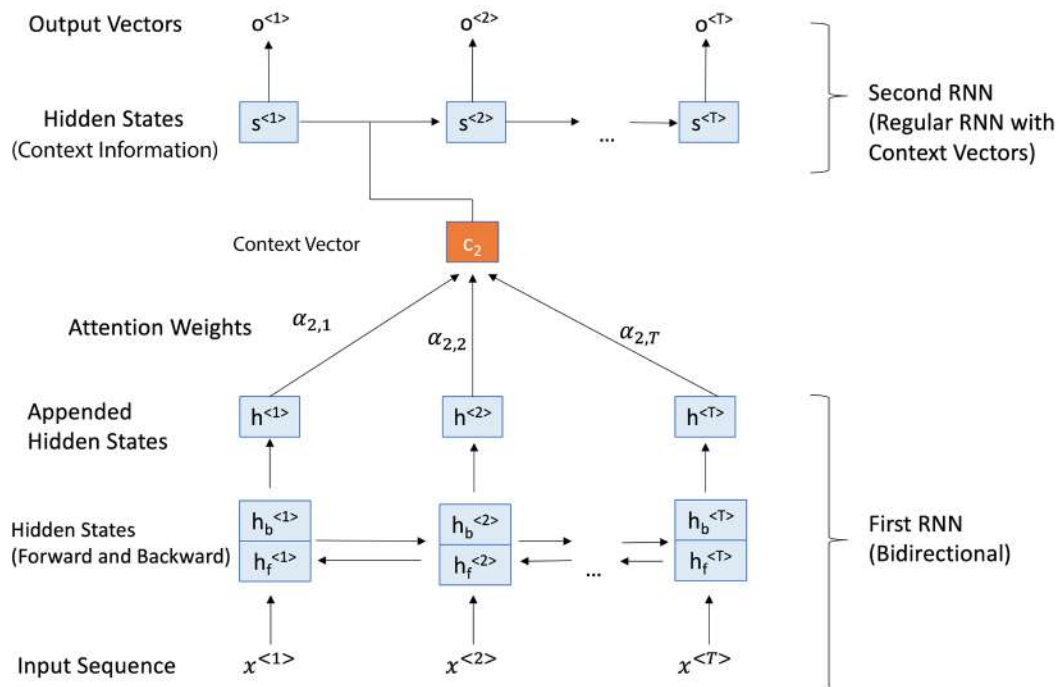 Output Vectors
o<1>
o<2>
o<T>
Hidden States
(Context Information)
s<1>
s<2>
...
s<T>
Second RNN
(Regular RNN with
Context Vectors)
Context Vector
c2
Attention Weights
α2,1
α2,2
α2,T
Appended
Hidden States
h<1>
h<2>
h<T>
Hidden States
(Forward and Backward)
hb<1>
hf<1>
hb<2>
hf<2>
...
hb<T>
hf<T>
First RNN
(Bidirectional)
Input Sequence
x<1>
x<2>
x<T>